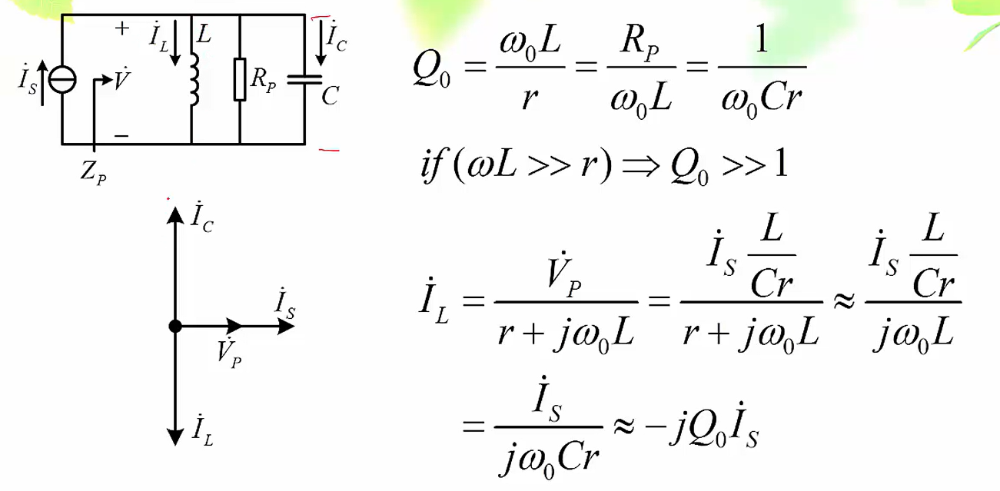 + İ_L L İ_C
İ_S V̇ R_P C
−
Z_P
Q_0 = ω_0L/r = R_P/(ω_0L) = 1/(ω_0Cr)
if (ωL >> r) ⇒ Q_0 >> 1
İ_C
İ_S
V̇_P
İ_L
İ_L = V̇_P/(r + jω_0L) = (İ_S L/(Cr))/(r + jω_0L) ≈ (İ_S L/(Cr))/(jω_0L)
= İ_S/(jω_0Cr) ≈ −jQ_0İ_S